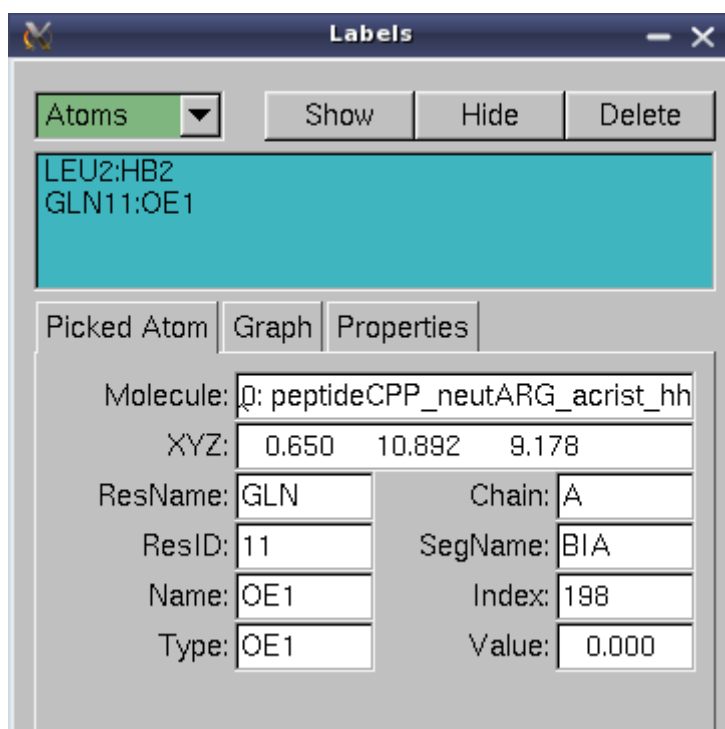 Labels
Atoms Show Hide Delete
LEU2:HB2
GLN11:OE1
Picked Atom Graph Properties
Molecule: 0: peptideCPP_neutARG_acrist_hh
XYZ: 0.650 10.892 9.178
ResName: GLN Chain: A
ResID: 11 SegName: BIA
Name: OE1 Index: 198
Type: OE1 Value: 0.000